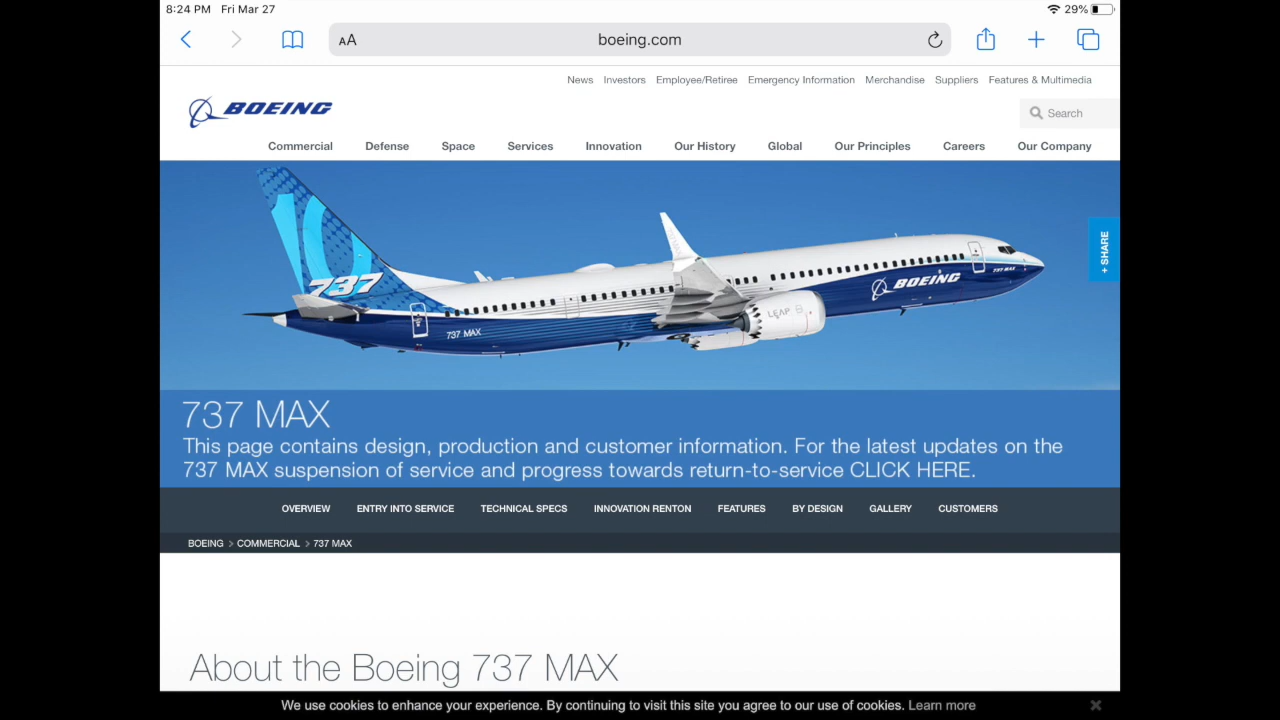 8:24 PM Fri Mar 27
29%
AA
boeing.com
News Investors Employee/Retiree Emergency Information Merchandise Suppliers Features & Multimedia
BOEING
Search
Commercial Defense Space Services Innovation Our History Global Our Principles Careers Our Company
+ SHARE
737
737 MAX
LEAP
BOEING
737 MAX
737 MAX
This page contains design, production and customer information. For the latest updates on the
737 MAX suspension of service and progress towards return-to-service CLICK HERE.
OVERVIEW ENTRY INTO SERVICE TECHNICAL SPECS INNOVATION RENTON FEATURES BY DESIGN GALLERY CUSTOMERS
BOEING > COMMERCIAL > 737 MAX
About the Boeing 737 MAX
We use cookies to enhance your experience. By continuing to visit this site you agree to our use of cookies. Learn more